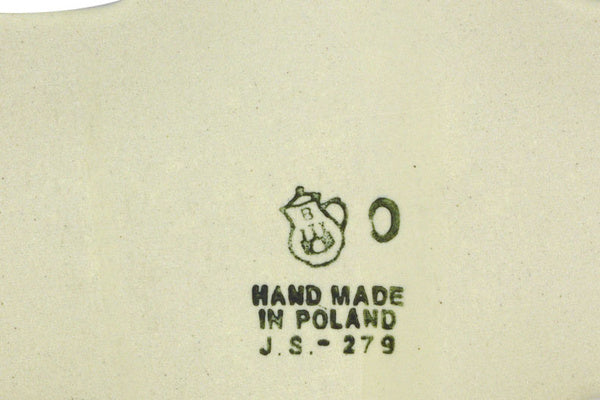 B
O
HAND MADE
IN POLAND
J.S.-279